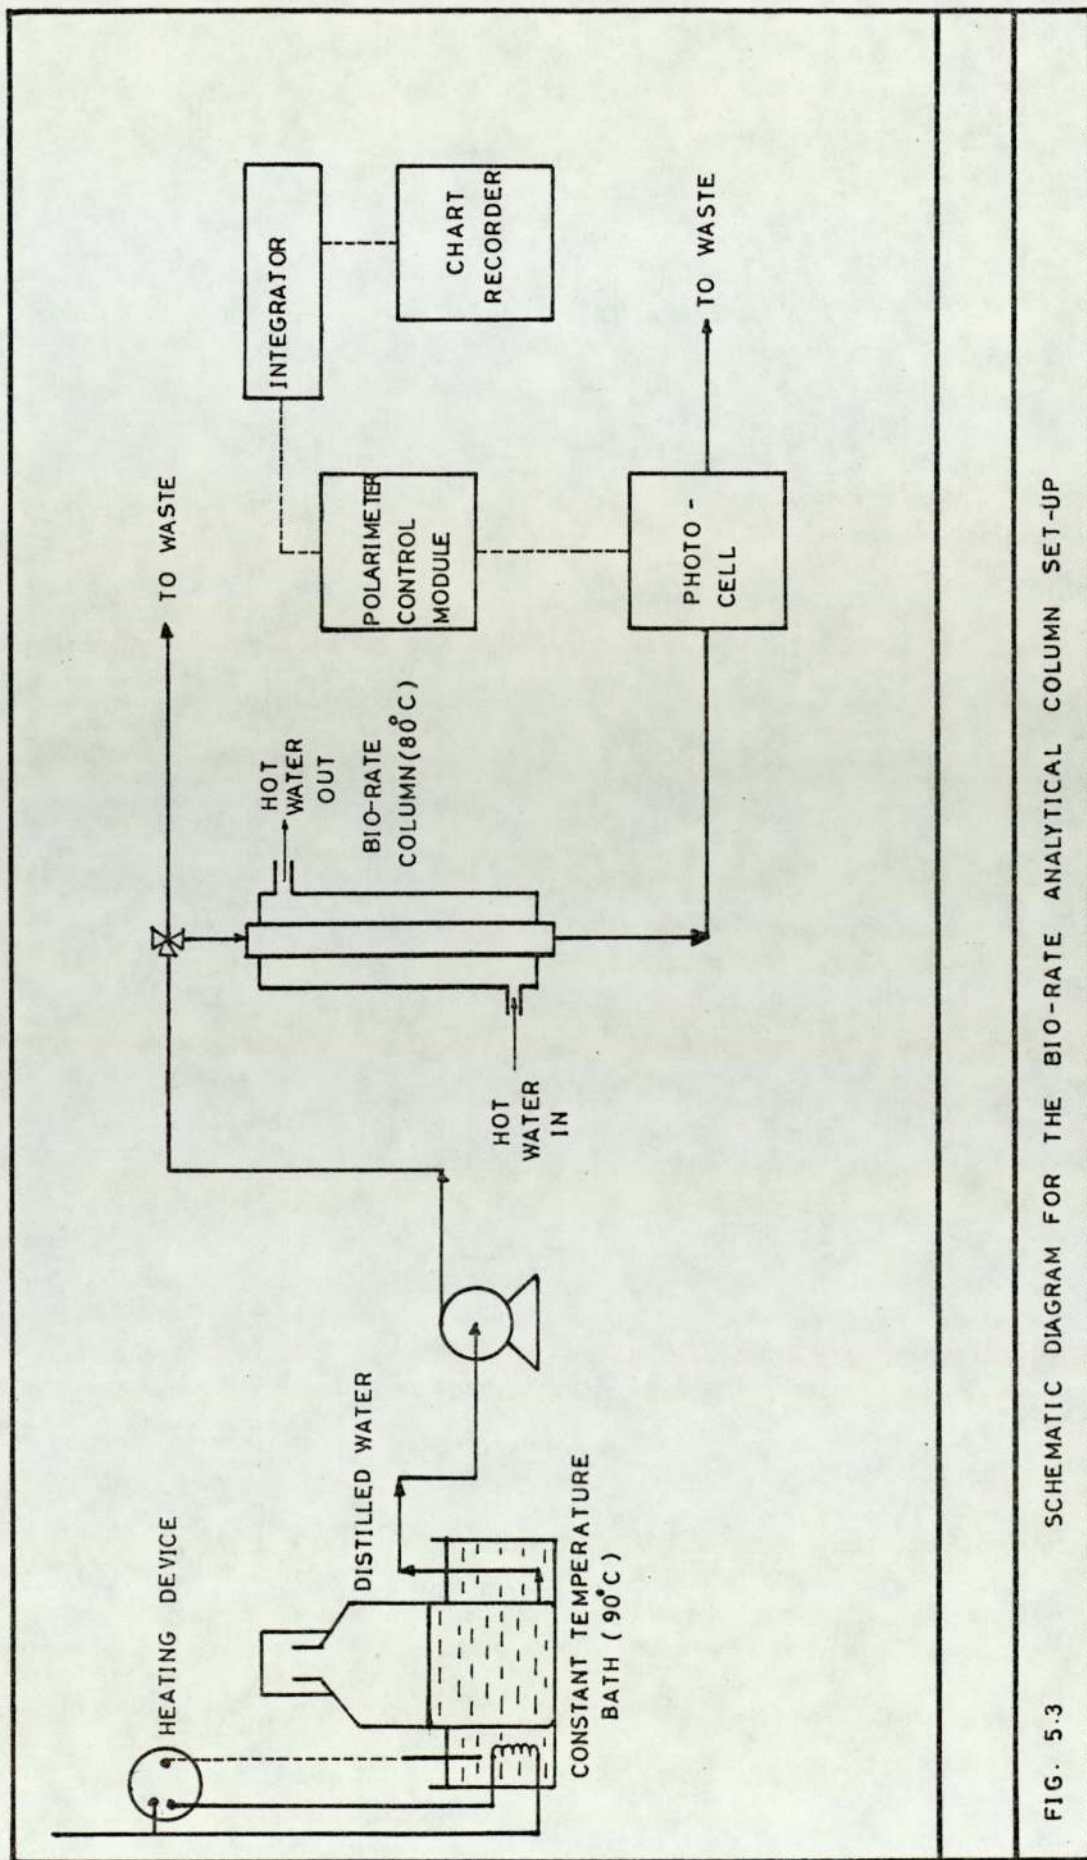 HEATING DEVICE
DISTILLED WATER
CONSTANT TEMPERATURE
BATH (90°C)
HOT
WATER
IN
HOT
WATER
OUT
BIO-RATE
COLUMN(80°C)
TO WASTE
POLARIMETER
CONTROL
MODULE
INTEGRATOR
CHART
RECORDER
PHOTO -
CELL
TO WASTE
FIG. 5.3 SCHEMATIC DIAGRAM FOR THE BIO-RATE ANALYTICAL COLUMN SET-UP